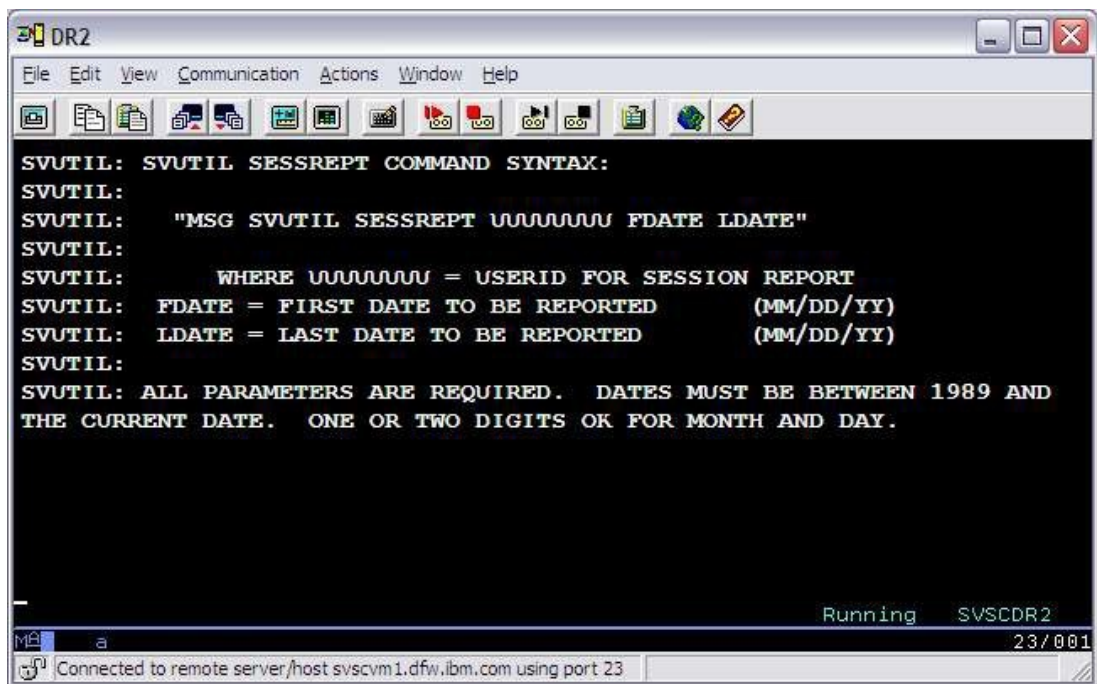 DR2
File Edit View Communication Actions Window Help
SVUTIL: SVUTIL SESSREPT COMMAND SYNTAX:
SVUTIL:
SVUTIL: "MSG SVUTIL SESSREPT UUUUUUUU FDATE LDATE"
SVUTIL:
SVUTIL: WHERE UUUUUUUU = USERID FOR SESSION REPORT
SVUTIL: FDATE = FIRST DATE TO BE REPORTED (MM/DD/YY)
SVUTIL: LDATE = LAST DATE TO BE REPORTED (MM/DD/YY)
SVUTIL:
SVUTIL: ALL PARAMETERS ARE REQUIRED. DATES MUST BE BETWEEN 1989 AND
THE CURRENT DATE. ONE OR TWO DIGITS OK FOR MONTH AND DAY.
Running SVSCDR2
MA a 23/001
Connected to remote server/host svscvm1.dfw.ibm.com using port 23